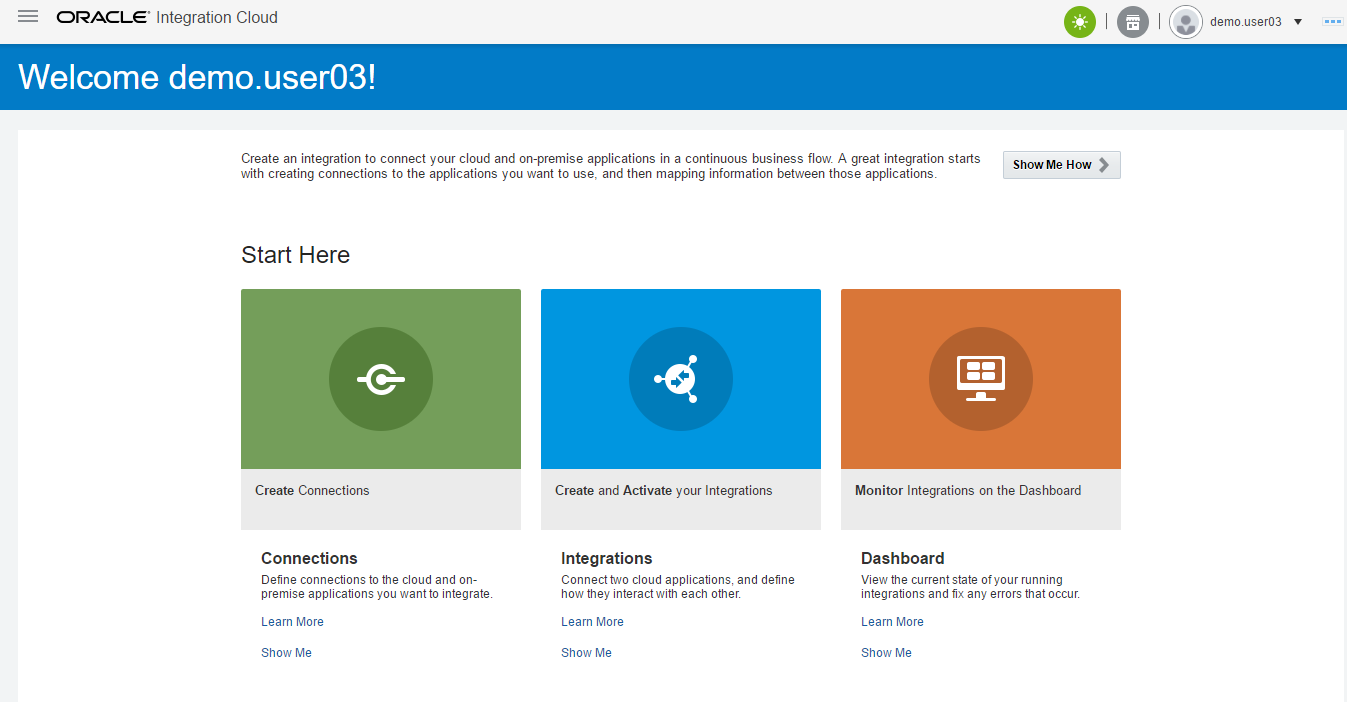 ORACLE Integration Cloud
demo.user03
Welcome demo.user03!
Create an integration to connect your cloud and on-premise applications in a continuous business flow. A great integration starts
with creating connections to the applications you want to use, and then mapping information between those applications.
Show Me How
Start Here
Create Connections
Create and Activate your Integrations
Monitor Integrations on the Dashboard
Connections
Define connections to the cloud and on-
premise applications you want to integrate.
Learn More
Show Me
Integrations
Connect two cloud applications, and define
how they interact with each other.
Learn More
Show Me
Dashboard
View the current state of your running
integrations and fix any errors that occur.
Learn More
Show Me